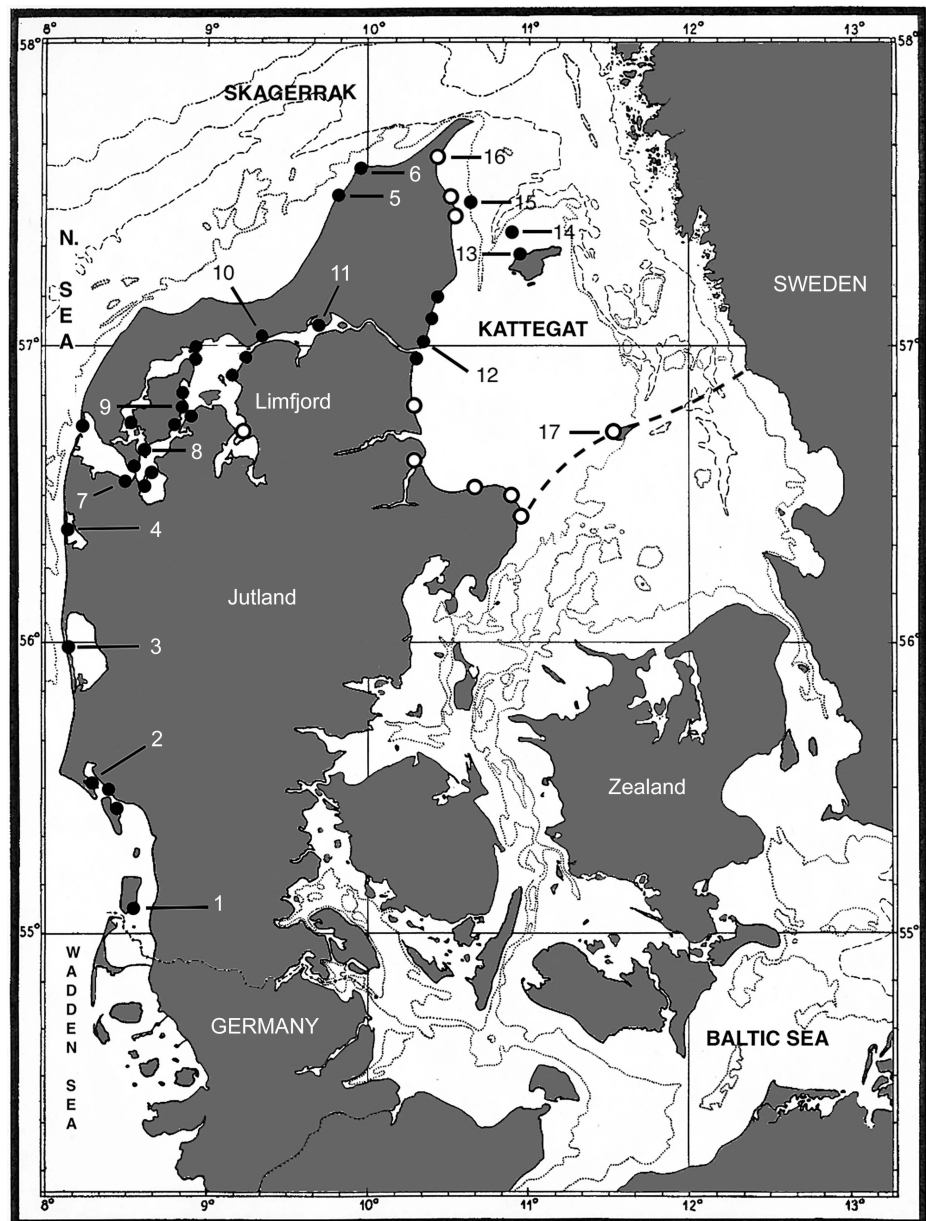 8° 9° 10° 11° 12° 13°
58° 58°
SKAGERRAK
16
6
5
15
14
13
N. SEA
10
11
SWEDEN
KATTEGAT
57° 57°
12
9
Limfjord
17
8
7
4
Jutland
56° 56°
3
2
Zealand
1
55° 55°
WADDEN SEA
GERMANY
BALTIC SEA
8° 9° 10° 11° 12° 13°